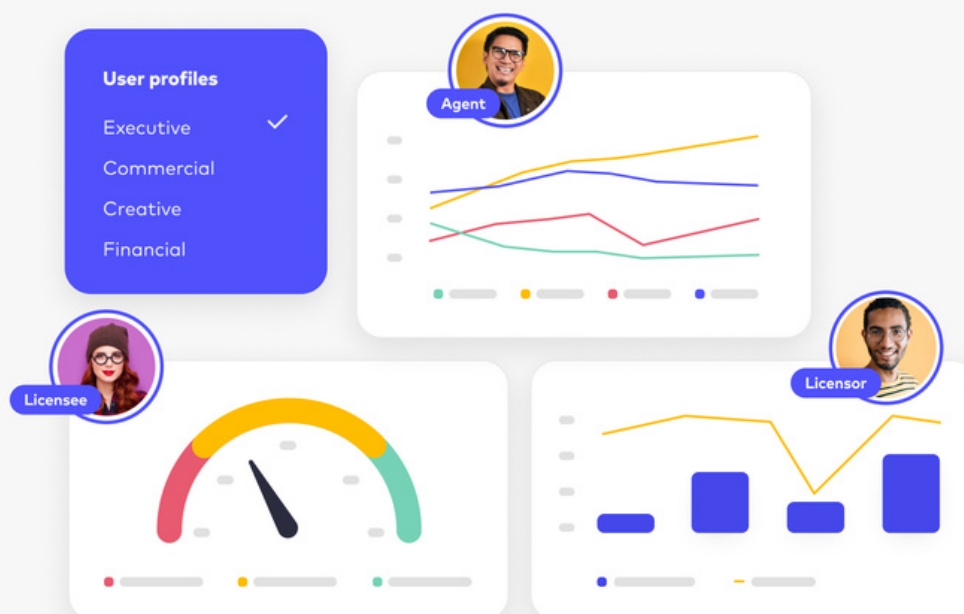 User profiles
Executive
Commercial
Creative
Financial
Agent
Licensee
Licensor